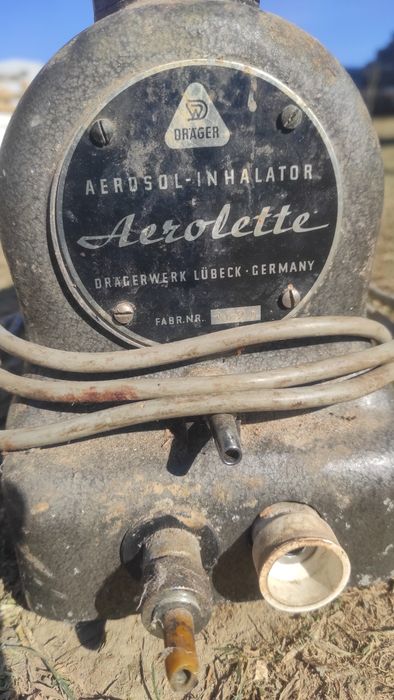 DRÄGER
AEROSOL-INHALATOR
Aerolette
DRÄGERWERK LÜBECK·GERMANY
FABR.NR.